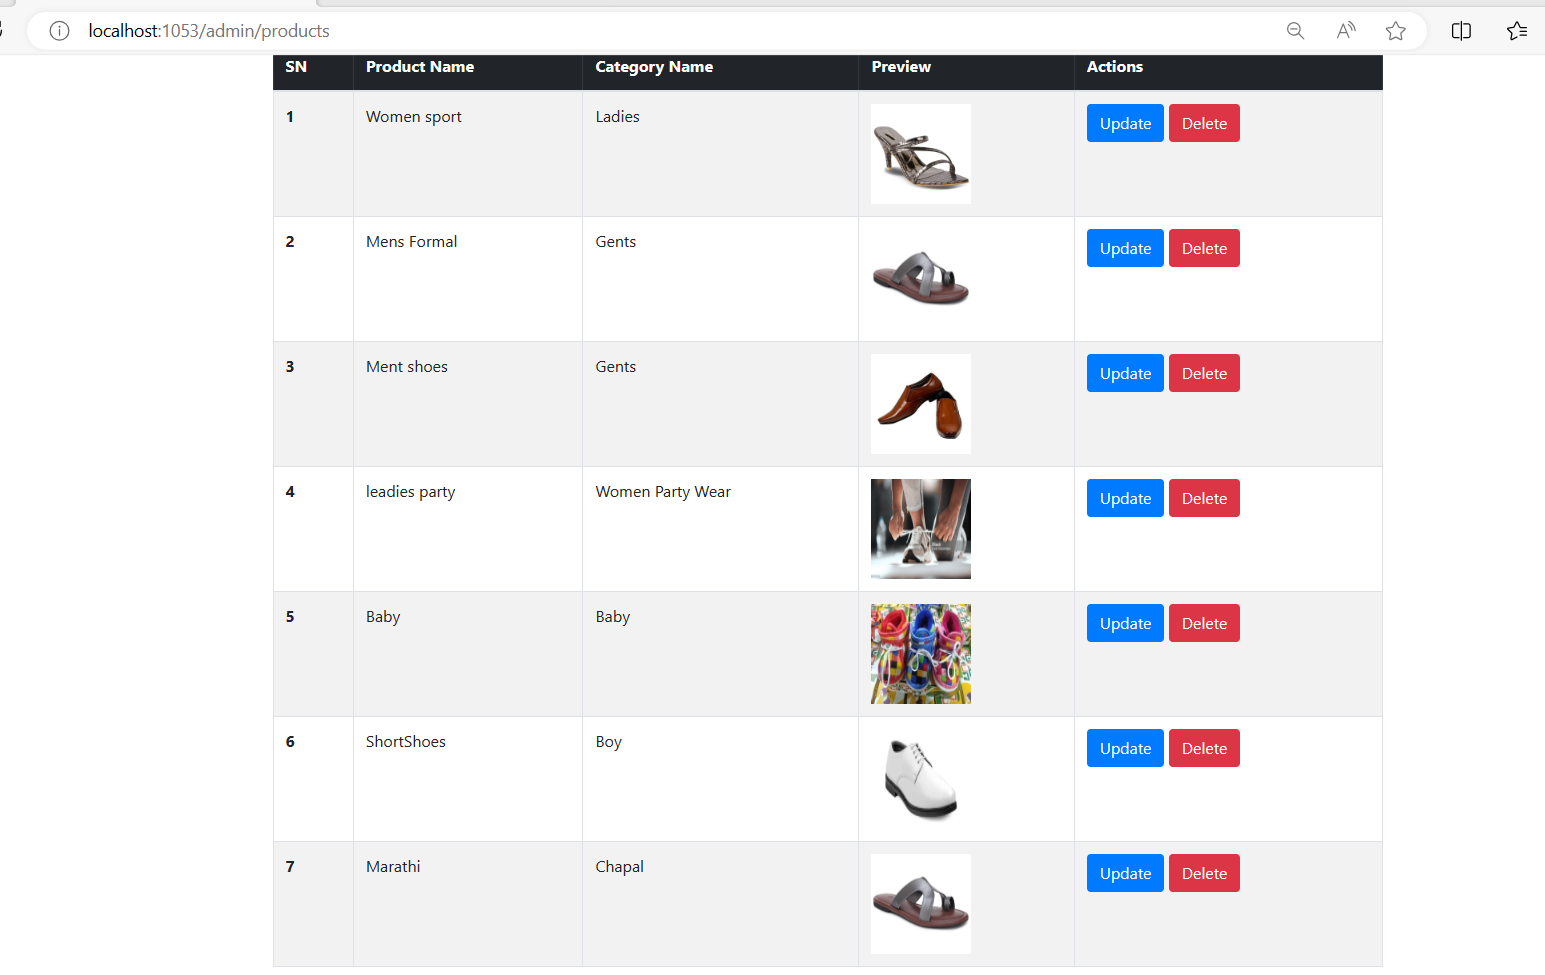 localhost:1053/admin/products
SN Product Name Category Name Preview Actions
1 Women sport Ladies Update Delete
2 Mens Formal Gents Update Delete
3 Ment shoes Gents Update Delete
4 leadies party Women Party Wear Update Delete
5 Baby Baby Update Delete
6 ShortShoes Boy Update Delete
7 Marathi Chapal Update Delete